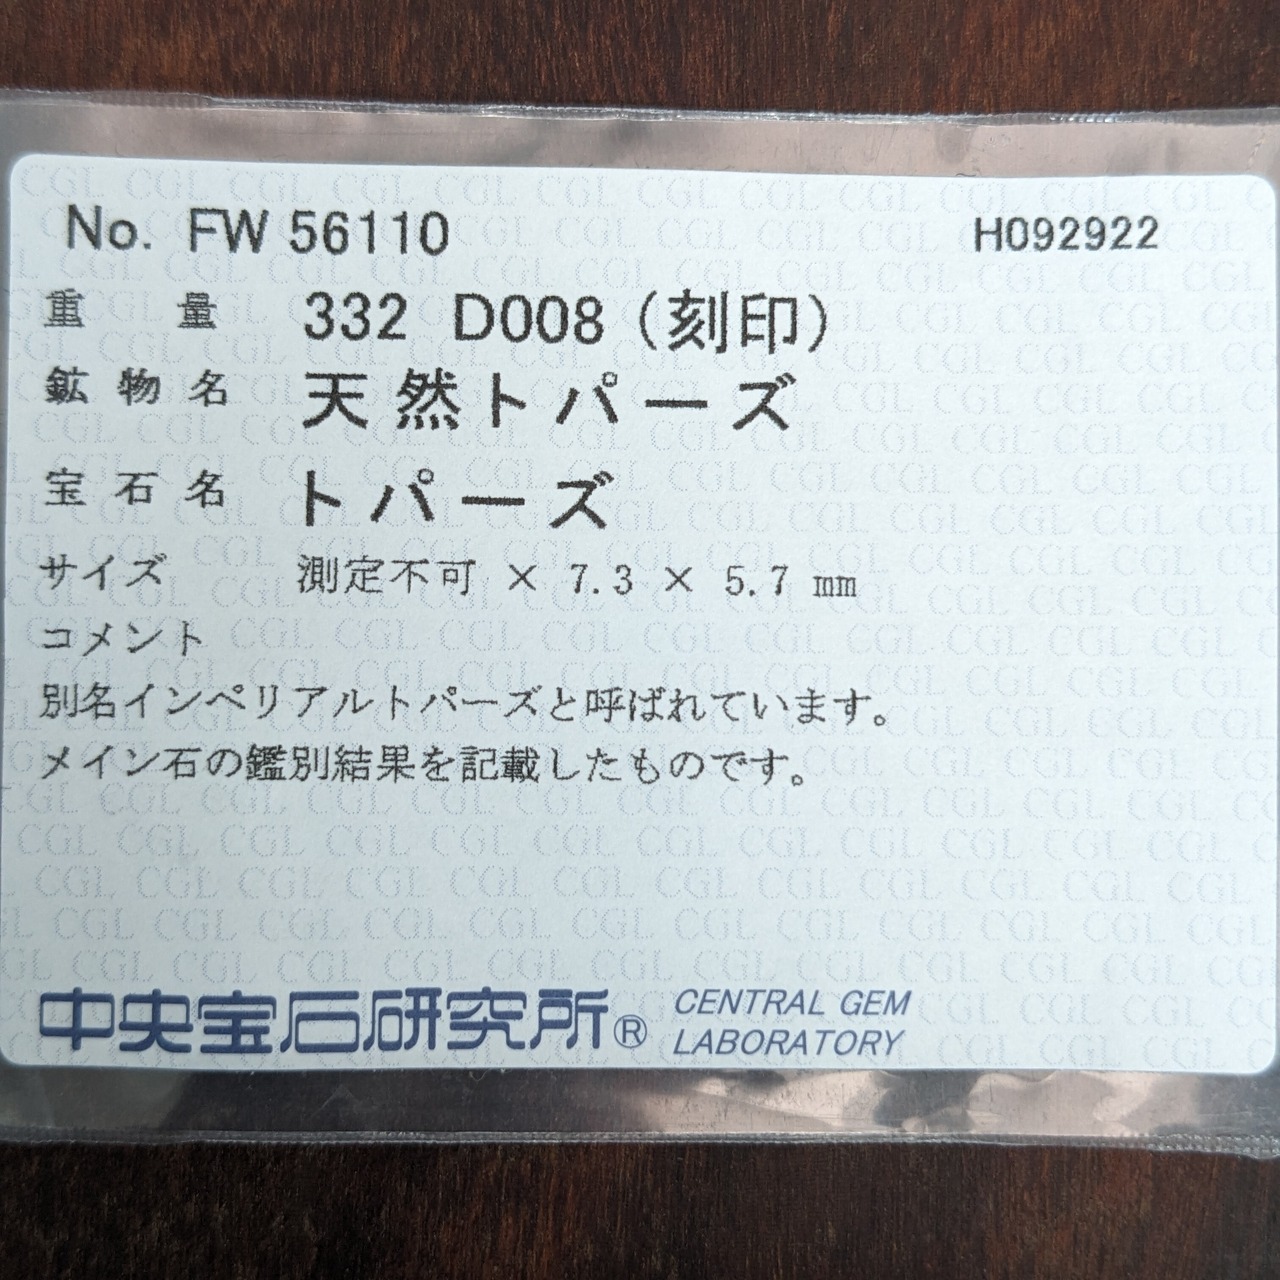 No. FW 56110 H092922
重量 332 D008（刻印）
鉱物名 天然トパーズ
宝石名 トパーズ
サイズ 測定不可 × 7.3 × 5.7 mm
コメント
別名インペリアルトパーズと呼ばれています。
メイン石の鑑別結果を記載したものです。
中央宝石研究所® CENTRAL GEM
LABORATORY